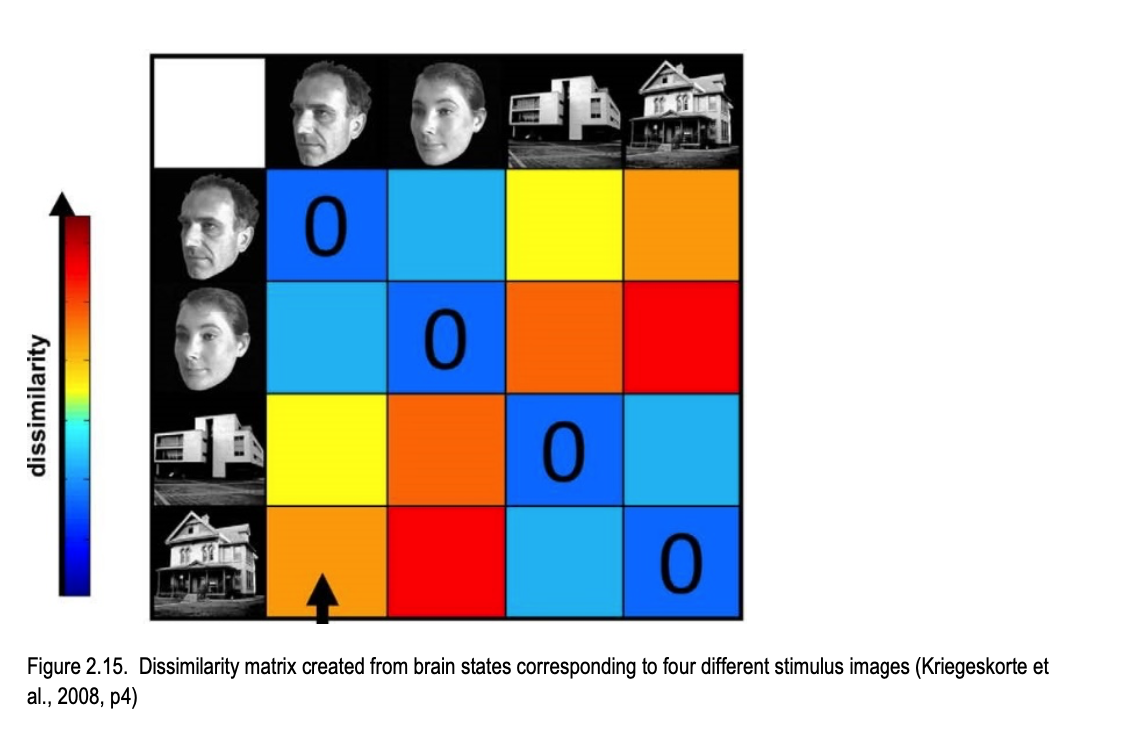 0
0
dissimilarity
0
0
Figure 2.15. Dissimilarity matrix created from brain states corresponding to four different stimulus images (Kriegeskorte et
al., 2008, p4)